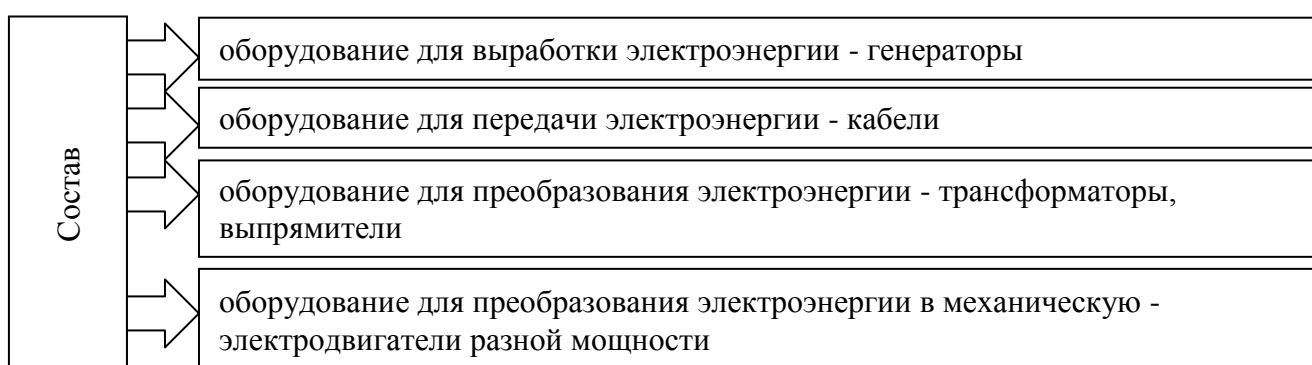 Состав
оборудование для выработки электроэнергии - генераторы
оборудование для передачи электроэнергии - кабели
оборудование для преобразования электроэнергии - трансформаторы,
выпрямители
оборудование для преобразования электроэнергии в механическую -
электродвигатели разной мощности